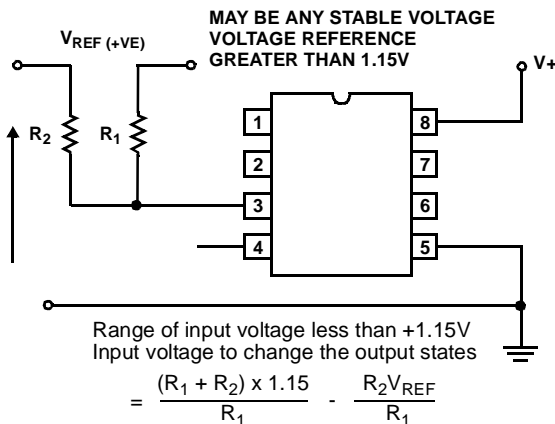 MAY BE ANY STABLE VOLTAGE
VOLTAGE REFERENCE
GREATER THAN 1.15V
VREF (+VE)
V+
R2
R1
1
8
2
7
3
6
4
5
Range of input voltage less than +1.15V
Input voltage to change the output states
= (R1 + R2) x 1.15 / R1 - R2VREF / R1